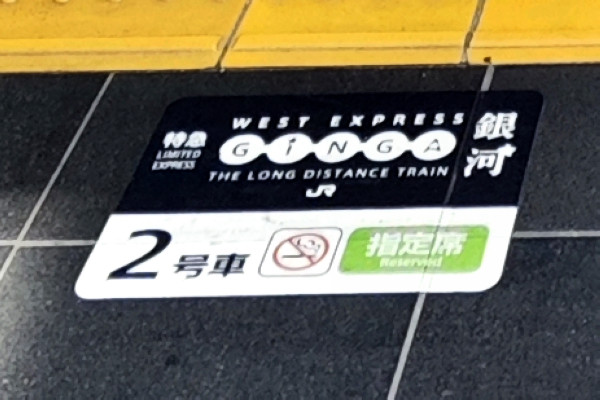 WEST EXPRESS
特急
LIMITED
EXPRESS
GINGA
銀河
THE LONG DISTANCE TRAIN
JR
2号車
指定席
Reserved